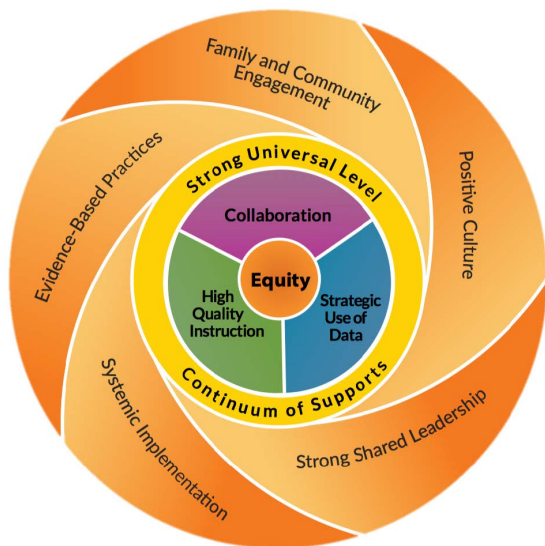 Family and Community
Engagement
Positive Culture
Strong Shared Leadership
Systemic Implementation
Evidence-Based Practices
Strong Universal Level
Continuum of Supports
Collaboration
Equity
High
Quality
Instruction
Strategic
Use of
Data